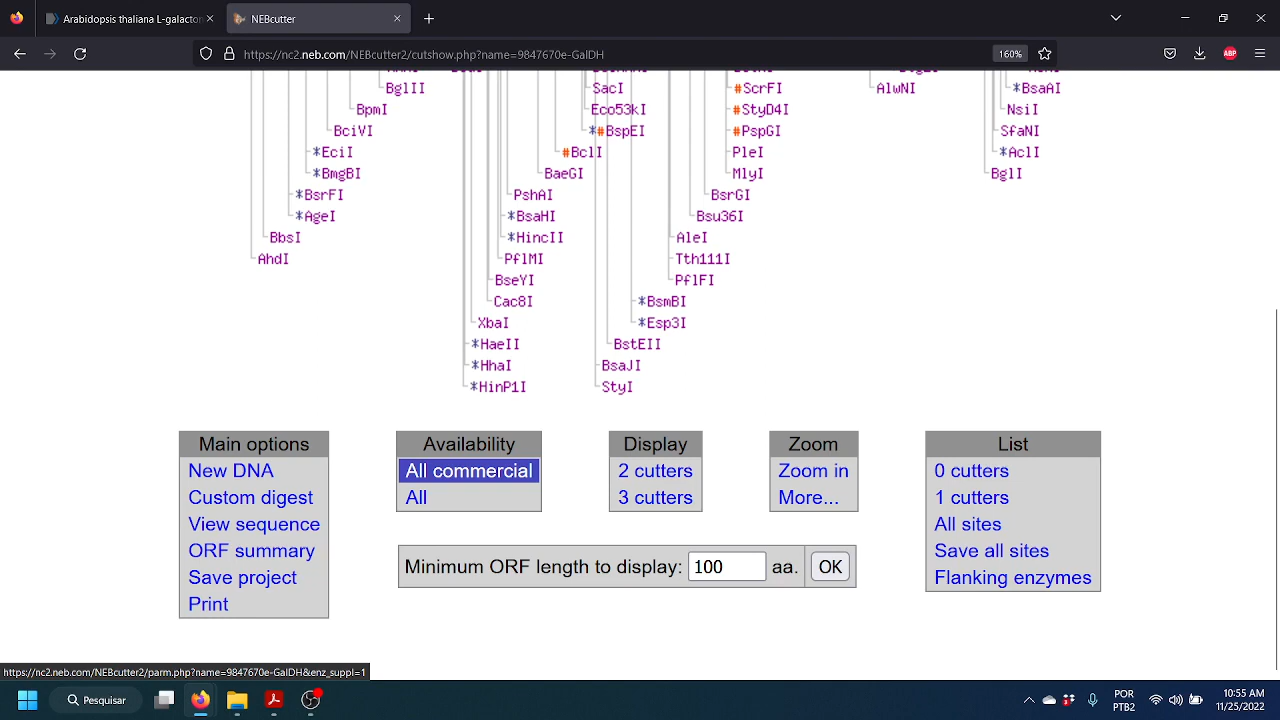 Arabidopsis thaliana L-galactor
NEBcutter
https://nc2.neb.com/NEBcutter2/cutshow.php?name=9847670e-GalDH
160%
ABP
BglII
SacI
#ScrFI
AlwNI
*BsaAI
BpmI
Eco53kI
#StyD4I
NsiI
BciVI
*#BspEI
#PspGI
SfaNI
*EciI
#BclI
PleI
*AclI
*BmgBI
BaeGI
MlyI
BglI
*BsrFI
PshAI
BsrGI
*AgeI
*BsaHI
Bsu36I
BbsI
*HincII
AleI
AhdI
PflMI
Tth111I
BseYI
PflFI
Cac8I
*BsmBI
XbaI
*Esp3I
*HaeII
BstEII
*HhaI
BsaJI
*HinP1I
StyI
Main options
New DNA
Custom digest
View sequence
ORF summary
Save project
Print
Availability
All commercial
All
Display
2 cutters
3 cutters
Zoom
Zoom in
More...
List
0 cutters
1 cutters
All sites
Save all sites
Flanking enzymes
Minimum ORF length to display: 100 aa. OK
https://nc2.neb.com/NEBcutter2/parm.php?name=9847670e-GalDH&enz_suppl=1
Pesquisar
POR
PTB2
10:55 AM
11/25/2022